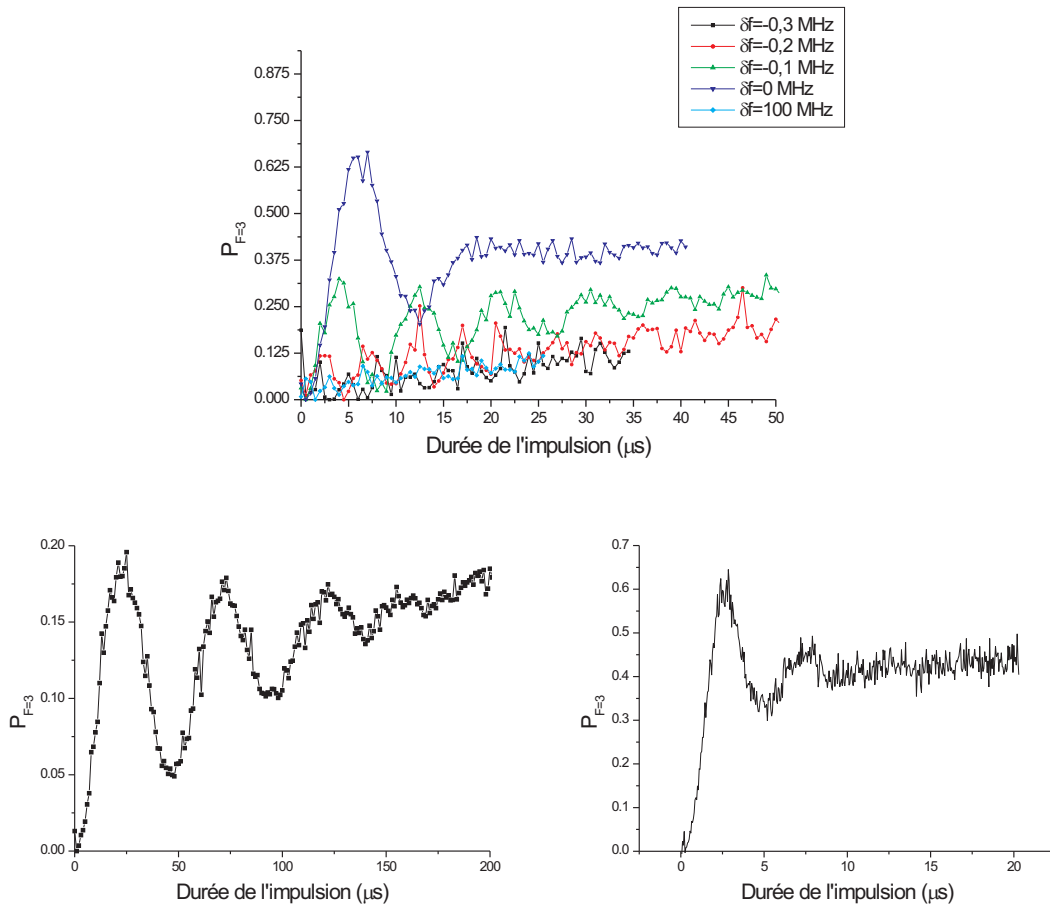 δf=-0,3 MHz
δf=-0,2 MHz
δf=-0,1 MHz
δf=0 MHz
δf=100 MHz
0.875
0.750
0.625
0.500
0.375
0.250
0.125
0.000
P F=3
0 5 10 15 20 25 30 35 40 45 50
Durée de l'impulsion (μs)
0.20
0.15
0.10
0.05
0.00
P F=3
0 50 100 150 200
Durée de l'impulsion (μs)
0.7
0.6
0.5
0.4
0.3
0.2
0.1
0.0
P F=3
0 5 10 15 20
Durée de l'impulsion (μs)